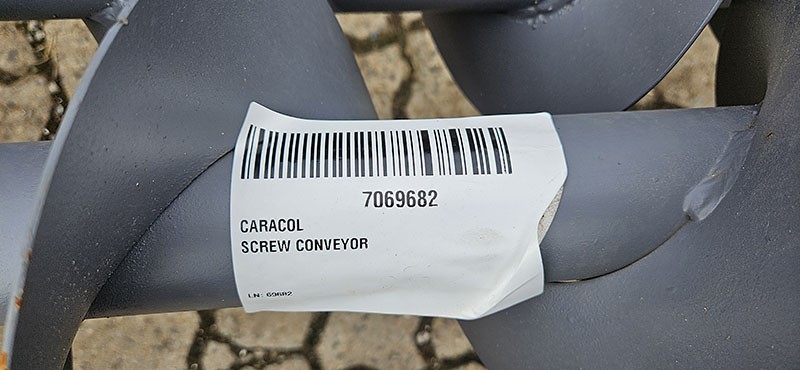 7069682
CARACOL
SCREW CONVEYOR
LN: 69682